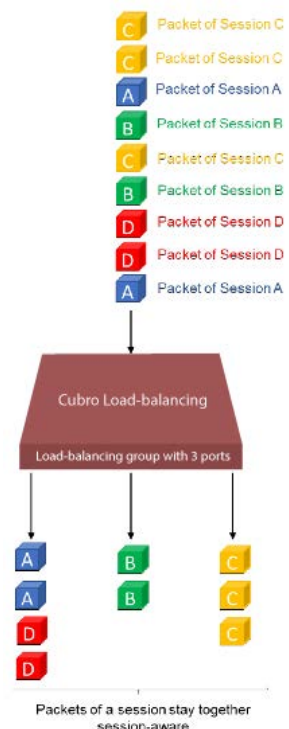 C Packet of Session C
C Packet of Session C
A Packet of Session A
B Packet of Session B
C Packet of Session C
B Packet of Session B
D Packet of Session D
D Packet of Session D
A Packet of Session A
Cubro Load-balancing
Load-balancing group with 3 ports
A B C
A B C
D C
D
Packets of a session stay together
session-aware